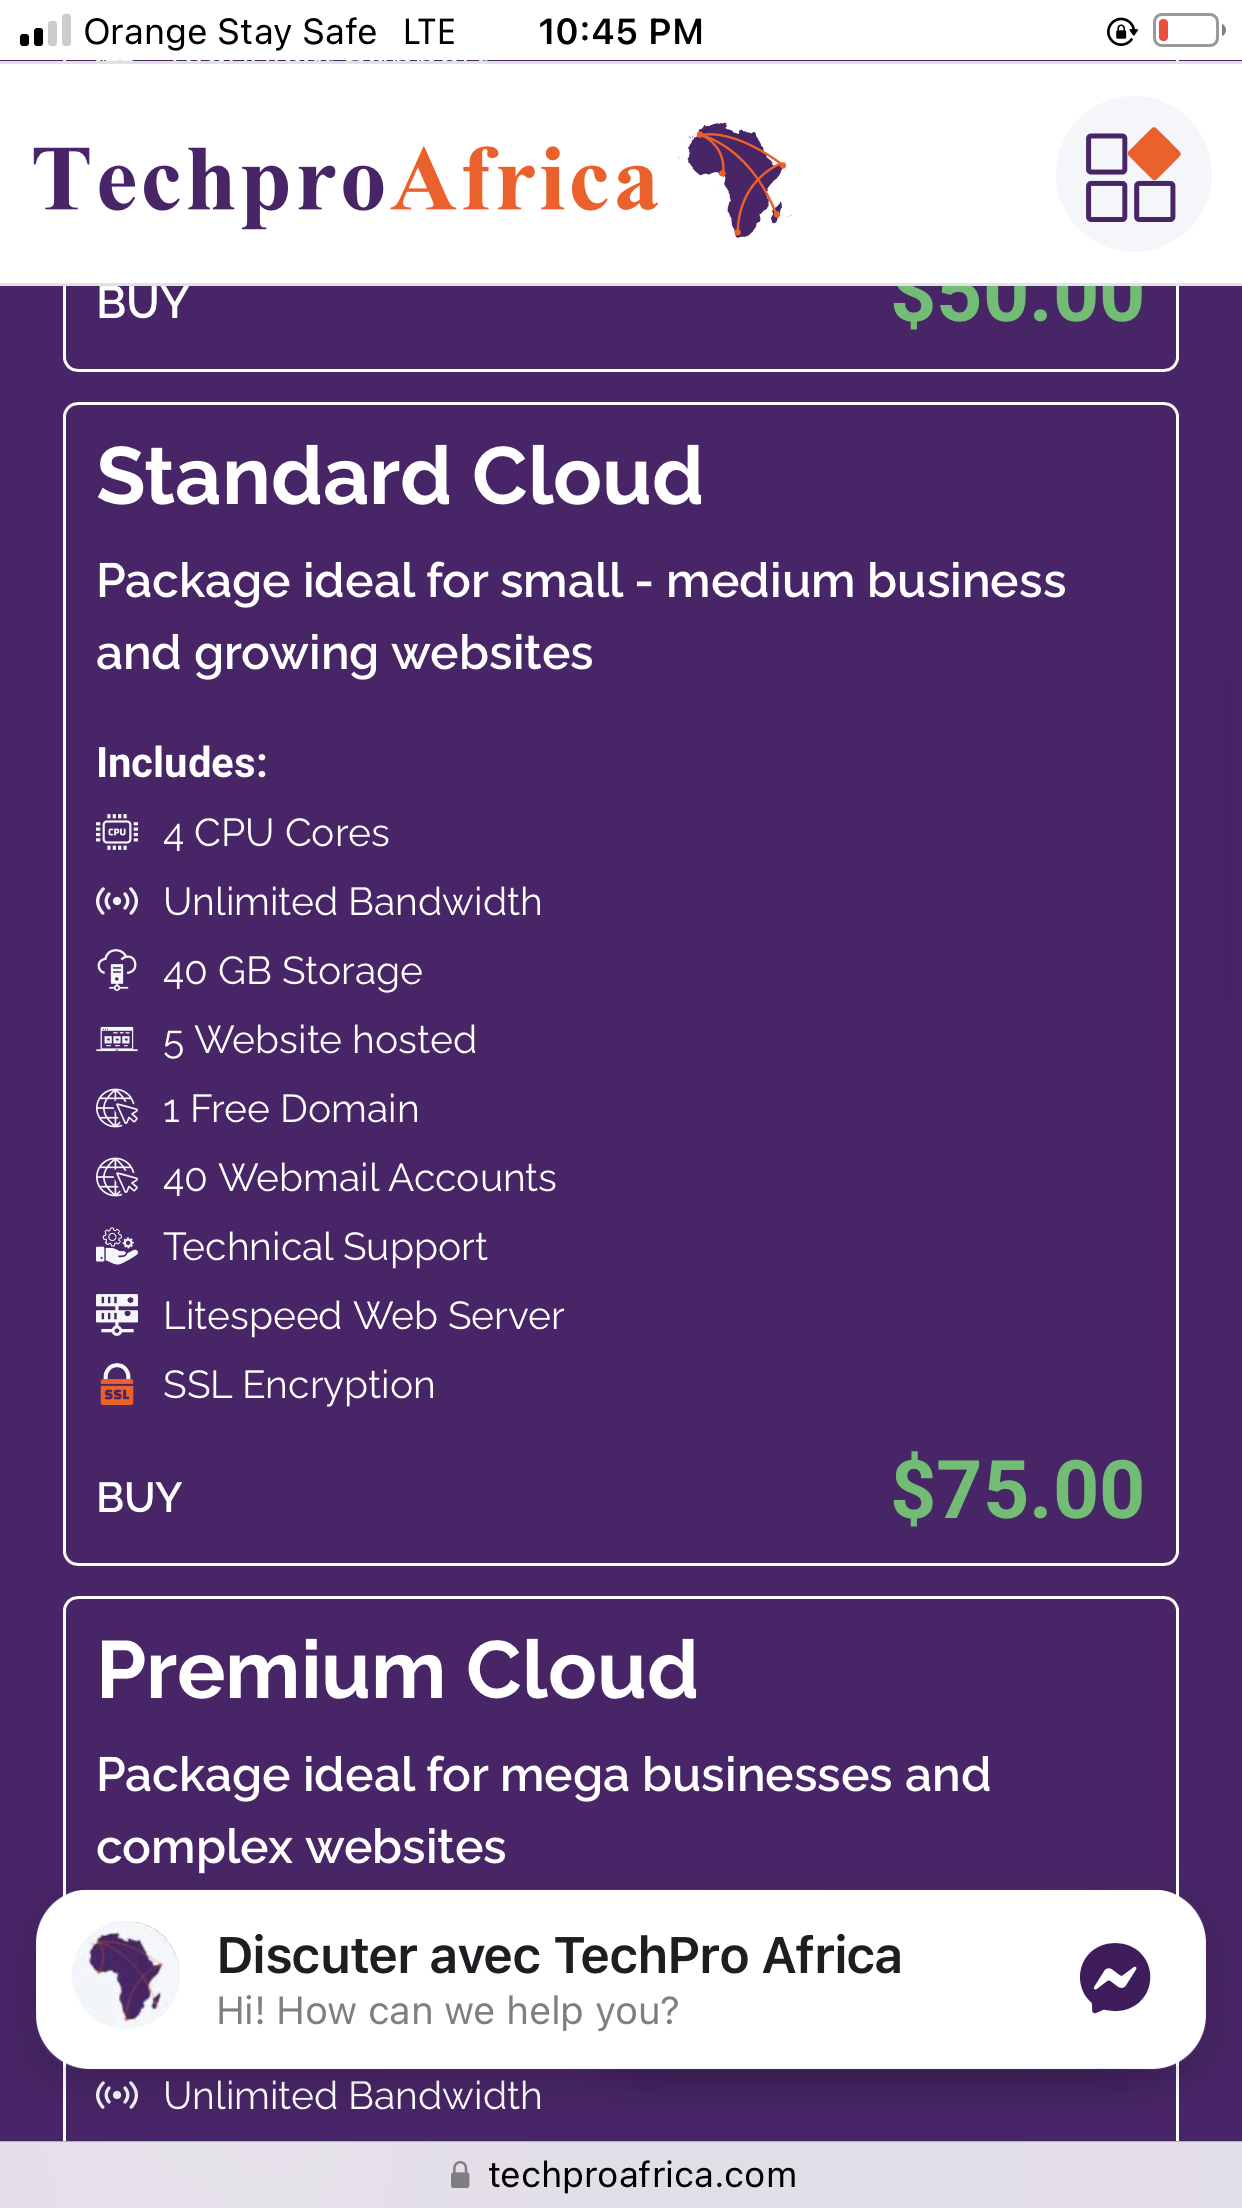 Orange Stay Safe LTE 10:45 PM
TechproAfrica
BUY $50.00
Standard Cloud
Package ideal for small - medium business
and growing websites
Includes:
CPU 4 CPU Cores
Unlimited Bandwidth
40 GB Storage
5 Website hosted
1 Free Domain
40 Webmail Accounts
Technical Support
Litespeed Web Server
SSL SSL Encryption
BUY $75.00
Premium Cloud
Package ideal for mega businesses and
complex websites
Discuter avec TechPro Africa
Hi! How can we help you?
Unlimited Bandwidth
techproafrica.com